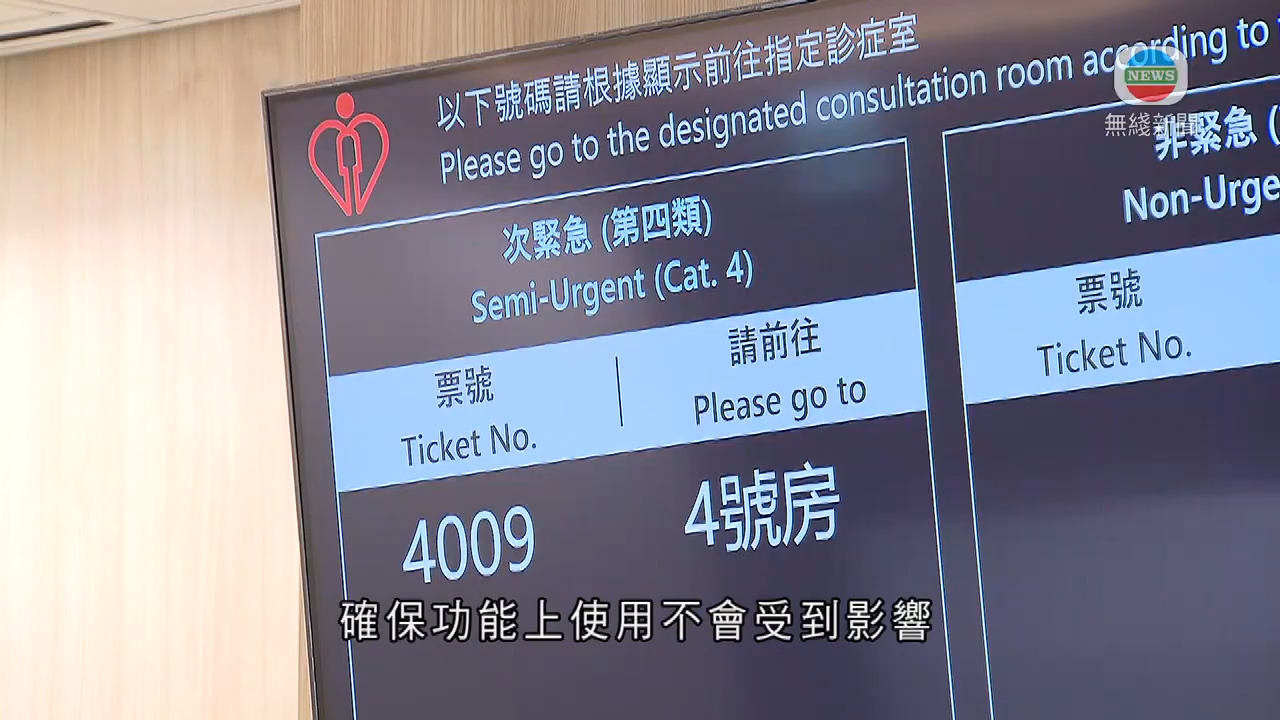 以下號碼請根據顯示前往指定診症室
Please go to the designated consultation room according to
NEWS
無綫新聞
次緊急 (第四類)
Semi-Urgent (Cat. 4)
非緊急 (
Non-Urge
票號
Ticket No.
請前往
Please go to
票號
Ticket No.
4009
4號房
確保功能上使用不會受到影響